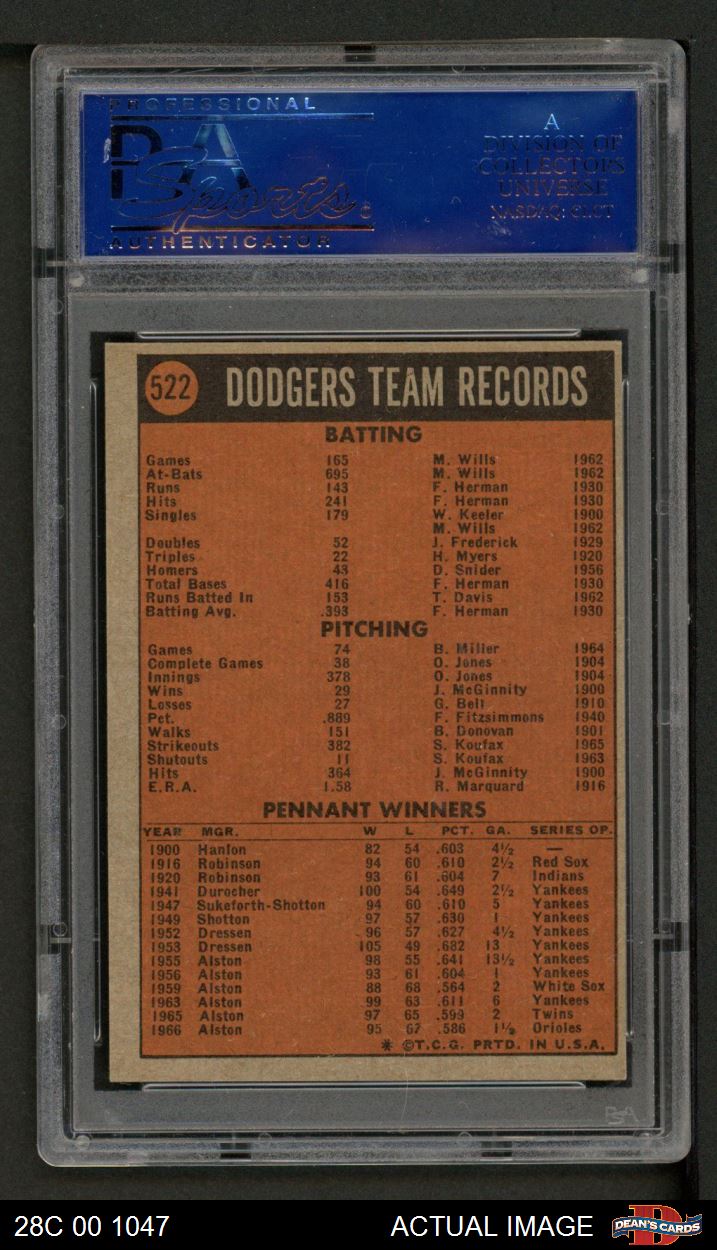 PROFESSIONAL
PSA
Sports
AUTHENTICATOR
A
DIVISION OF
COLLECTORS
UNIVERSE
NASDAQ: CLCT
522 DODGERS TEAM RECORDS
BATTING
Games 165 M. Wills 1962
At-Bats 695 M. Wills 1962
Runs 143 F. Herman 1930
Hits 241 F. Herman 1930
Singles 179 W. Keeler 1900
M. Wills 1962
Doubles 52 J. Frederick 1929
Triples 22 H. Myers 1920
Homers 43 D. Snider 1956
Total Bases 416 F. Herman 1930
Runs Batted In 153 T. Davis 1962
Batting Avg. .393 F. Herman 1930
PITCHING
Games 74 B. Miller 1964
Complete Games 38 O. Jones 1904
Innings 378 O. Jones 1904
Wins 29 J. McGinnity 1900
Losses 27 G. Bell 1910
Pct. .889 F. Fitzsimmons 1940
Walks 151 B. Donovan 1901
Strikeouts 382 S. Koufax 1965
Shutouts 11 S. Koufax 1963
Hits 364 J. McGinnity 1900
E.R.A. 1.58 R. Marquard 1916
PENNANT WINNERS
YEAR MGR. W L PCT. GA. SERIES OP.
1900 Hanlon 82 54 .603 4½ —
1916 Robinson 94 60 .610 2½ Red Sox
1920 Robinson 93 61 .604 7 Indians
1941 Durocher 100 54 .649 2½ Yankees
1947 Sukeforth-Shotton 94 60 .610 5 Yankees
1949 Shotton 97 57 .630 1 Yankees
1952 Dressen 96 57 .627 4½ Yankees
1953 Dressen 105 49 .682 13 Yankees
1955 Alston 98 55 .641 13½ Yankees
1956 Alston 93 61 .604 1 Yankees
1959 Alston 88 68 .564 2 White Sox
1963 Alston 99 63 .611 6 Yankees
1965 Alston 97 65 .599 2 Twins
1966 Alston 95 67 .586 1½ Orioles
* ©T.C.G. PRTD. IN U.S.A.
PSA
28C 00 1047 ACTUAL IMAGE DEAN'S CARDS